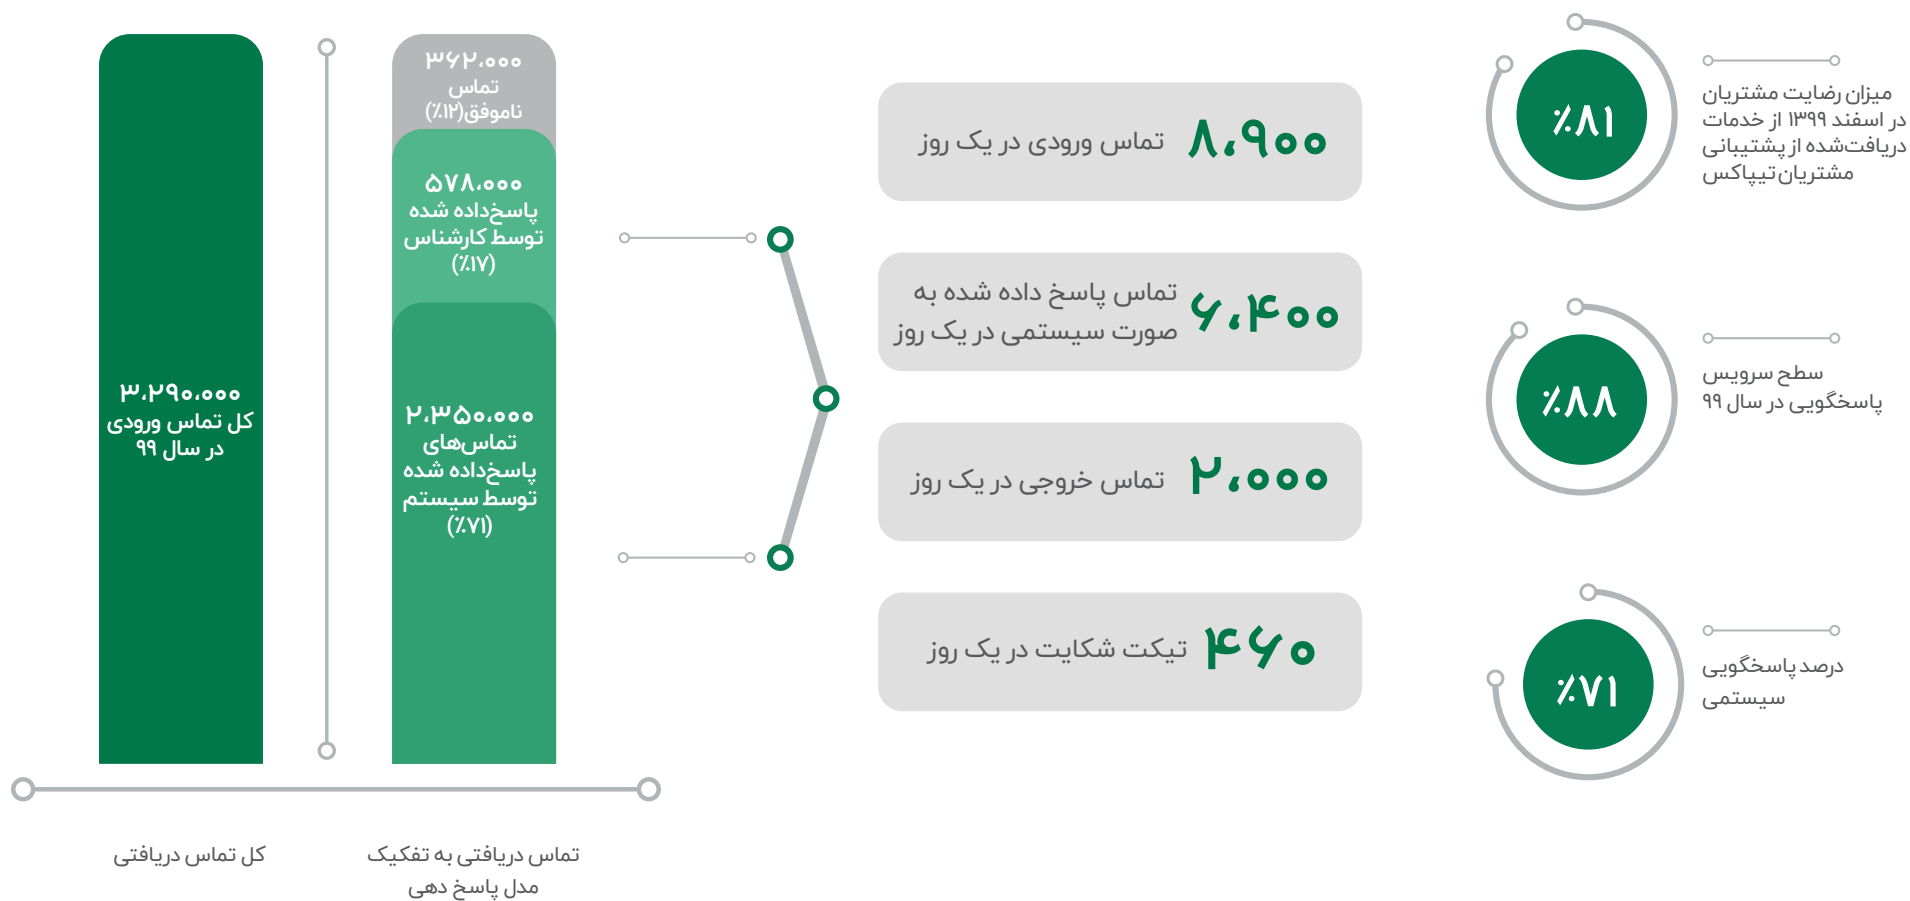 ٪۸۱
میزان رضایت مشتریان
در اسفند ۱۳۹۹ از خدمات
دریافت‌شده از پشتیبانی
مشتریان تیپاکس
٪۸۸
سطح سرویس
پاسخگویی در سال ۹۹
٪۷۱
درصد پاسخگویی
سیستمی
۸،۹۰۰ تماس ورودی در یک روز
۶،۴۰۰
تماس پاسخ داده شده به
صورت سیستمی در یک روز
۲،۰۰۰ تماس خروجی در یک روز
۴۶۰ تیکت شکایت در یک روز
۳۶۲،۰۰۰
تماس
ناموفق(۱۲٪)
۵۷۸،۰۰۰
پاسخ‌داده شده
توسط کارشناس
(۱۷٪)
۲،۳۵۰،۰۰۰
تماس‌های
پاسخ‌داده شده
توسط سیستم
(۷۱٪)
۳،۲۹۰،۰۰۰
کل تماس ورودی
در سال ۹۹
تماس دریافتی به تفکیک
مدل پاسخ دهی
کل تماس دریافتی